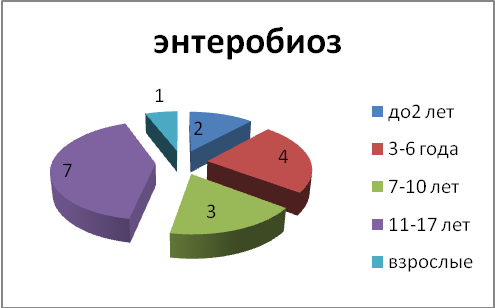 энтеробиоз
1
2
4
3
7
до2 лет
3-6 года
7-10 лет
11-17 лет
взрослые